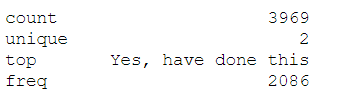 count 3969
unique 2
top Yes, have done this
freq 2086